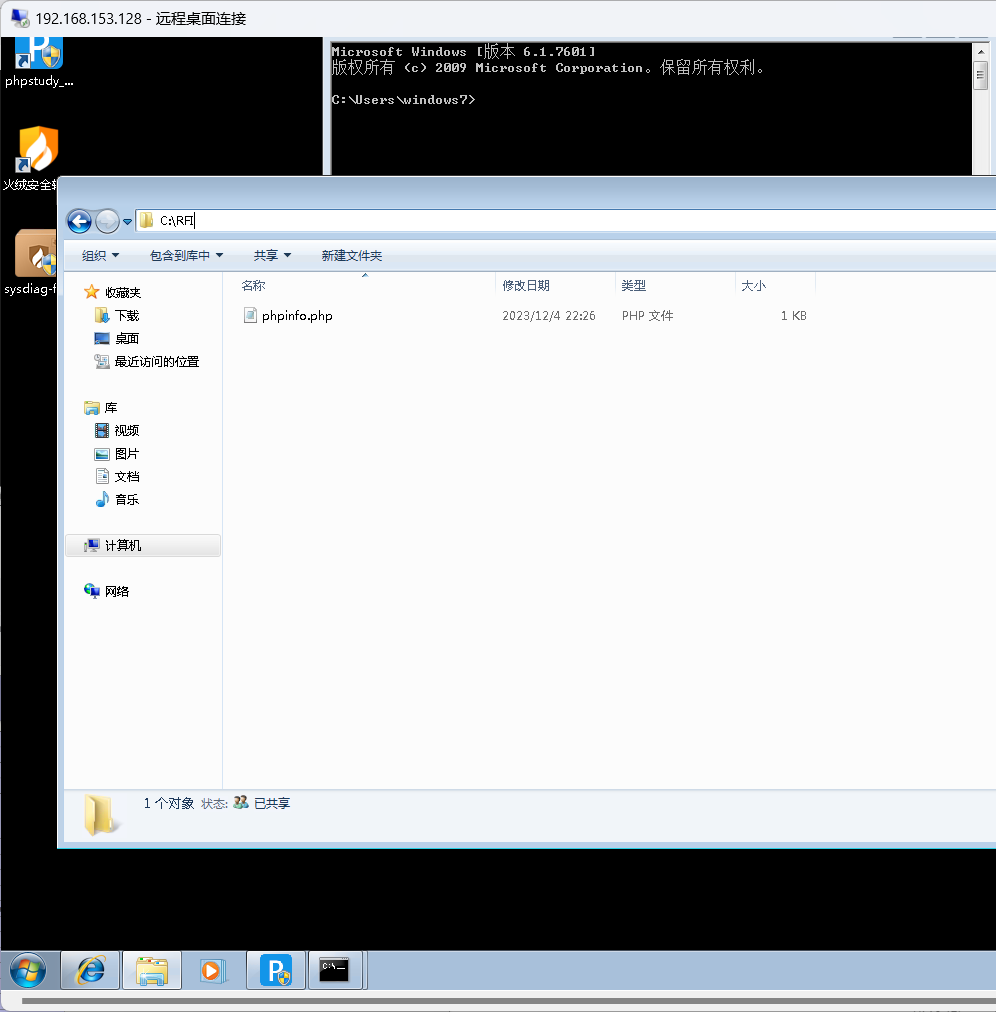 192.168.153.128 - 远程桌面连接
phpstudy_...
Microsoft Windows [版本 6.1.7601]
版权所有 (c) 2009 Microsoft Corporation。保留所有权利。
C:\Users\windows7>
火绒安全软
C:\RFI
sysdiag-f
组织 包含到库中 共享 新建文件夹
名称 修改日期 类型 大小
phpinfo.php 2023/12/4 22:26 PHP 文件 1 KB
收藏夹
下载
桌面
最近访问的位置
库
视频
图片
文档
音乐
计算机
网络
1 个对象 状态: 已共享
C:\_